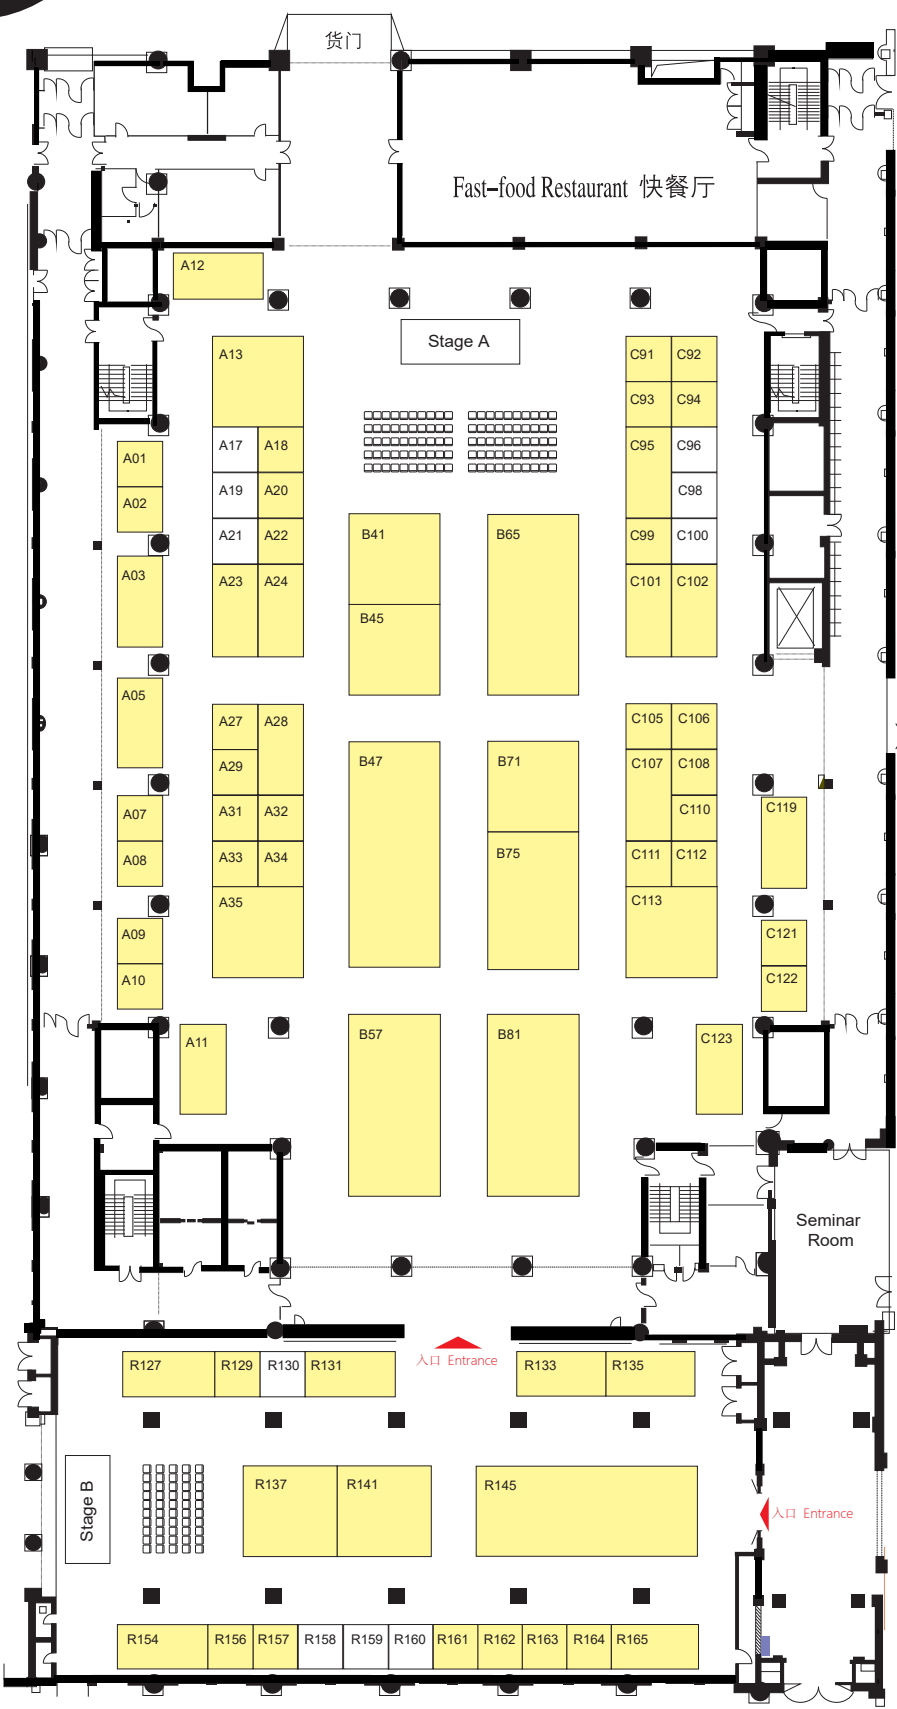 货门
Fast-food Restaurant 快餐厅
A12
Stage A
A13
C91 C92
C93 C94
A17 A18
C95 C96
A01
A19 A20
C98
A02
A21 A22
B41
B65
C99 C100
A03
A23 A24
C101 C102
B45
A05
A27 A28
C105 C106
A29
B47
B71
C107 C108
A07
A31 A32
C110
C119
A08
A33 A34
B75
C111 C112
A35
C113
A09
C121
A10
C122
A11
B57
B81
C123
Seminar
Room
入口 Entrance
R127 R129 R130 R131
R133 R135
Stage B
R137 R141
R145
入口 Entrance
R154 R156 R157 R158 R159 R160 R161 R162 R163 R164 R165